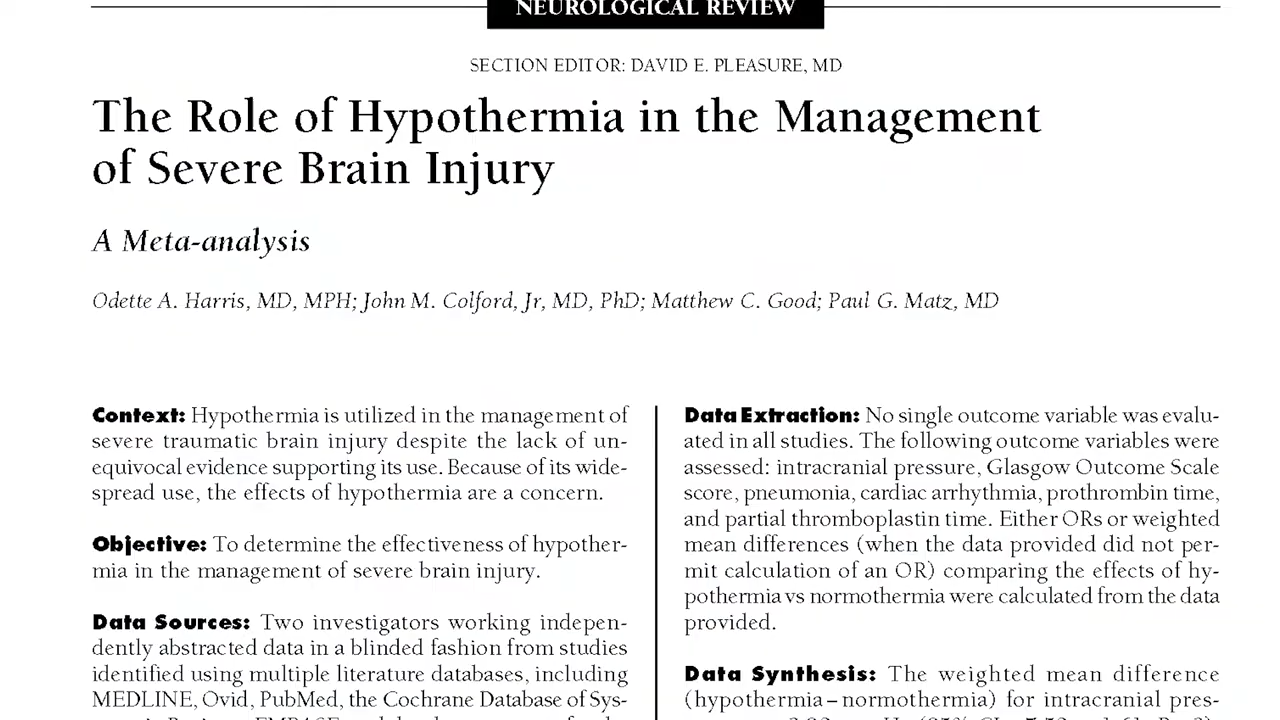 NEUROLOGICAL REVIEW
SECTION EDITOR: DAVID E. PLEASURE, MD
The Role of Hypothermia in the Management
of Severe Brain Injury
A Meta-analysis
Odette A. Harris, MD, MPH; John M. Colford, Jr, MD, PhD; Matthew C. Good; Paul G. Matz, MD
Context: Hypothermia is utilized in the management of
severe traumatic brain injury despite the lack of un-
equivocal evidence supporting its use. Because of its wide-
spread use, the effects of hypothermia are a concern.
Objective: To determine the effectiveness of hypother-
mia in the management of severe brain injury.
Data Sources: Two investigators working indepen-
dently abstracted data in a blinded fashion from studies
identified using multiple literature databases, including
MEDLINE, Ovid, PubMed, the Cochrane Database of Sys-
Data Extraction: No single outcome variable was evalu-
ated in all studies. The following outcome variables were
assessed: intracranial pressure, Glasgow Outcome Scale
score, pneumonia, cardiac arrhythmia, prothrombin time,
and partial thromboplastin time. Either ORs or weighted
mean differences (when the data provided did not per-
mit calculation of an OR) comparing the effects of hy-
pothermia vs normothermia were calculated from the data
provided.
Data Synthesis: The weighted mean difference
(hypothermia – normothermia) for intracranial pres-